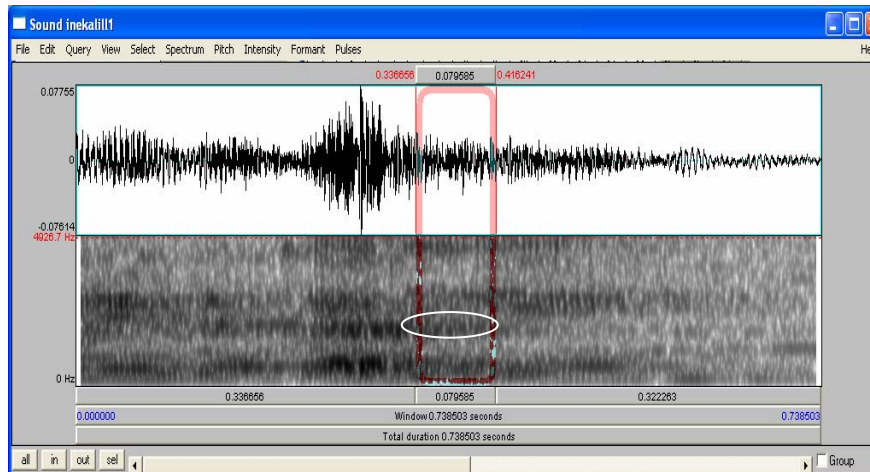 Sound inekalill1
File Edit Query View Select Spectrum Pitch Intensity Formant Pulses He
0.336656 0.079585 0.416241
0.07755
0
-0.07614
4926.7 Hz
0 Hz
0.336656 0.079585 0.322263
0.000000 Window 0.738503 seconds 0.738503
Total duration 0.738503 seconds
all in out sel Group